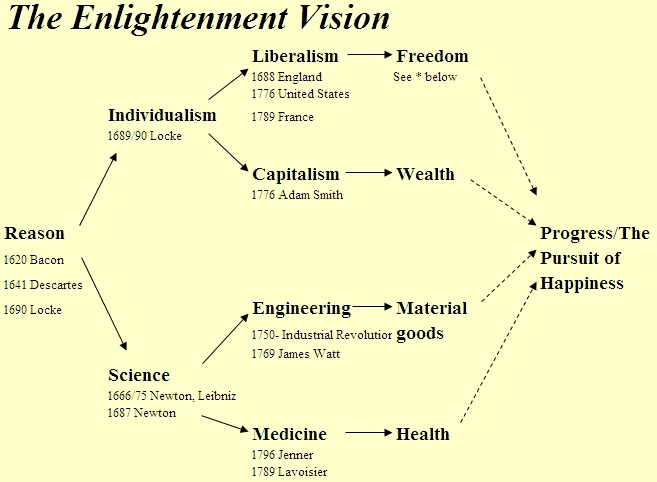 The Enlightenment Vision
Liberalism
1688 England
1776 United States
1789 France
Freedom
See * below
Individualism
1689/90 Locke
Capitalism
1776 Adam Smith
Wealth
Reason
1620 Bacon
1641 Descartes
1690 Locke
Progress/The
Pursuit of
Happiness
Engineering
1750- Industrial Revolution
1769 James Watt
Material
goods
Science
1666/75 Newton, Leibniz
1687 Newton
Medicine
1796 Jenner
1789 Lavoisier
Health